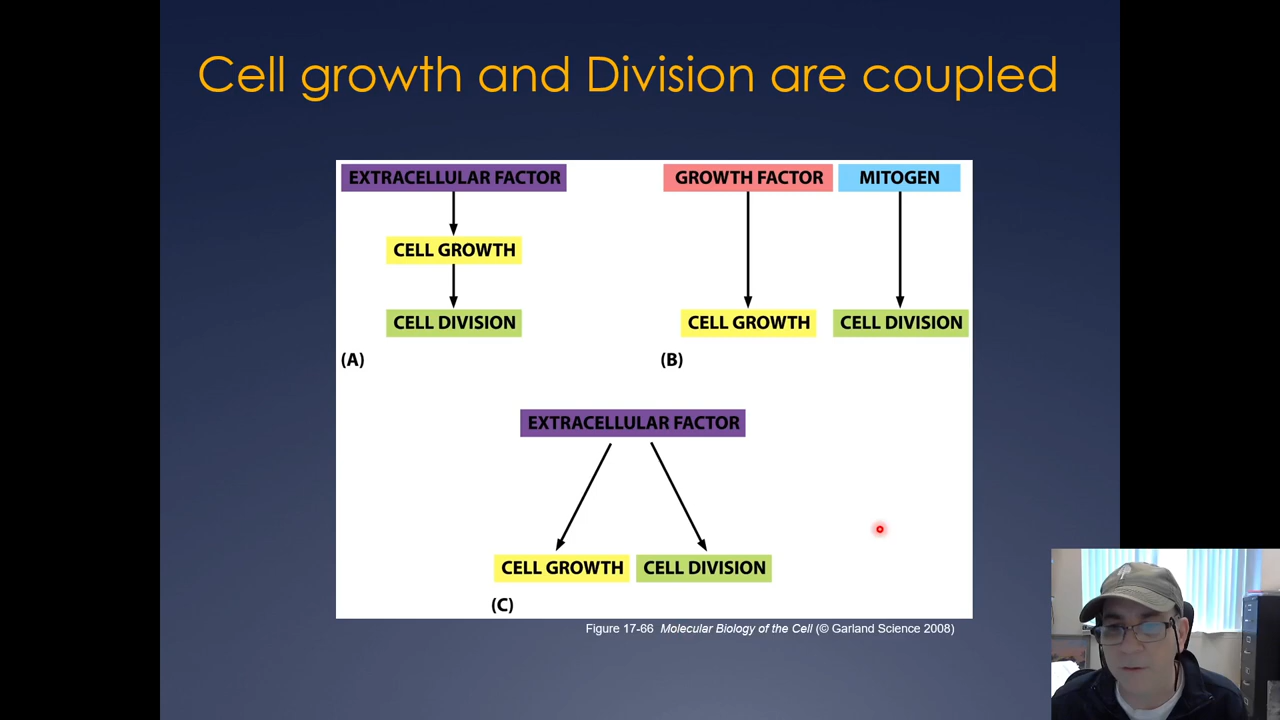 Cell growth and Division are coupled
EXTRACELLULAR FACTOR
CELL GROWTH
CELL DIVISION
(A)
GROWTH FACTOR
MITOGEN
CELL GROWTH
CELL DIVISION
(B)
EXTRACELLULAR FACTOR
CELL GROWTH
CELL DIVISION
(C)
Figure 17-66 Molecular Biology of the Cell (© Garland Science 2008)